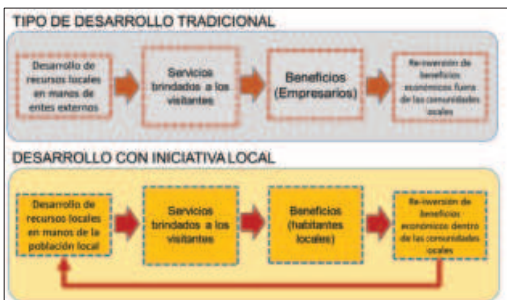 TIPO DE DESARROLLO TRADICIONAL
Desarrollo de
recursos locales
en manos de
entes externos
Servicios
brindados a los
visitantes
Beneficios
(Empresarios)
Re-inversión de
beneficios
económicos fuera
de las comunidades
locales
DESARROLLO CON INICIATIVA LOCAL
Desarrollo de
recursos locales
en manos de la
población local
Servicios
brindados a los
visitantes
Beneficios
(habitantes
locales)
Re-inversión de
beneficios
económicos dentro
de las comunidades
locales